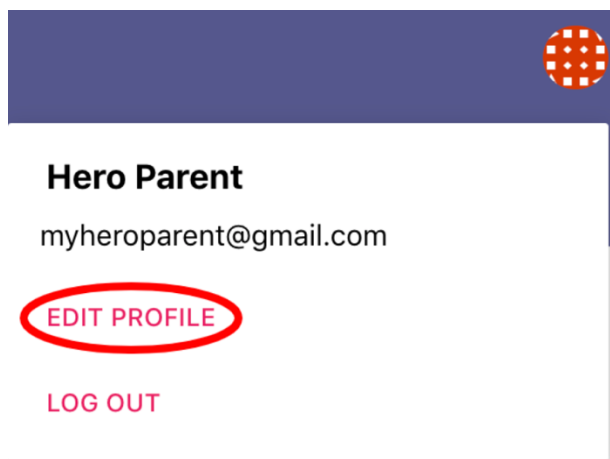 Hero Parent
myheroparent@gmail.com
EDIT PROFILE
LOG OUT